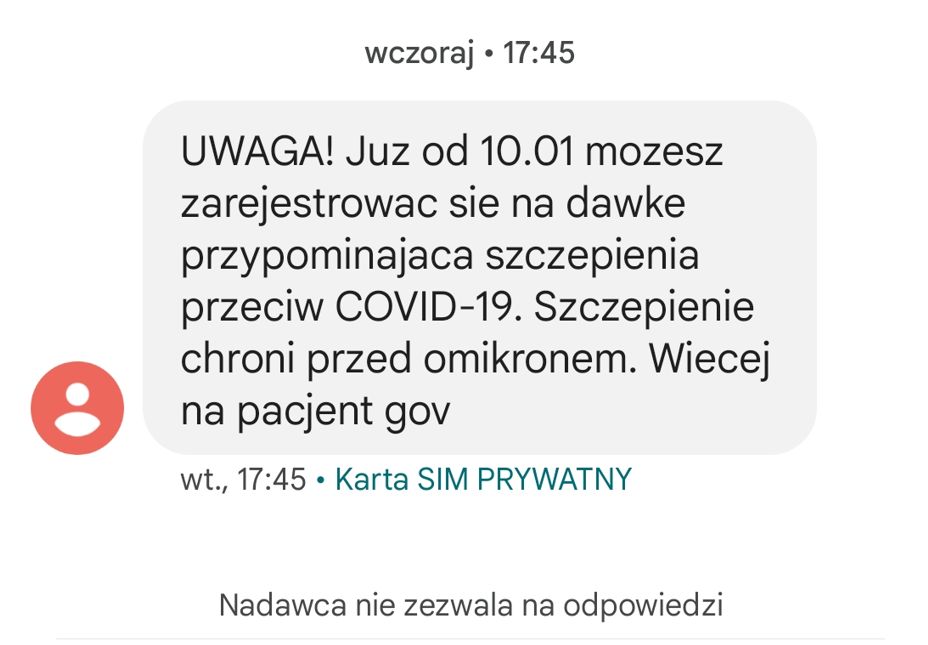 wczoraj • 17:45
UWAGA! Juz od 10.01 mozesz
zarejestrowac sie na dawke
przypominajaca szczepienia
przeciw COVID-19. Szczepienie
chroni przed omikronem. Wiecej
na pacjent gov
wt., 17:45 • Karta SIM PRYWATNY
Nadawca nie zezwala na odpowiedzi